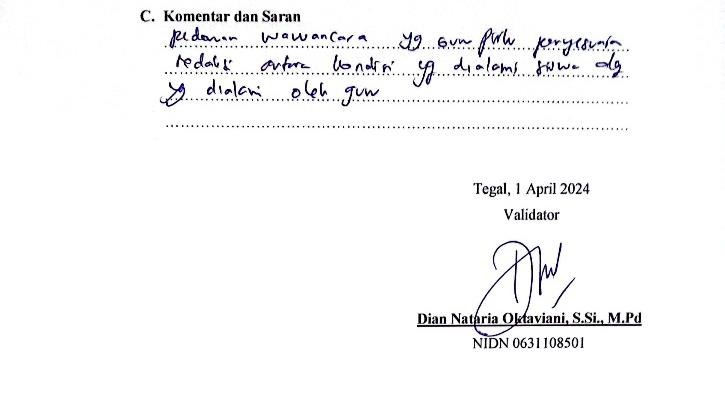 C. Komentar dan Saran
pedoman wawancara yg guru perlu penyesuaian
redaksi antara kondisi yg dialami siswa dg
yg dialami oleh guru
Tegal, 1 April 2024
Validator
Dian Nataria Oktaviani, S.Si., M.Pd
NIDN 0631108501